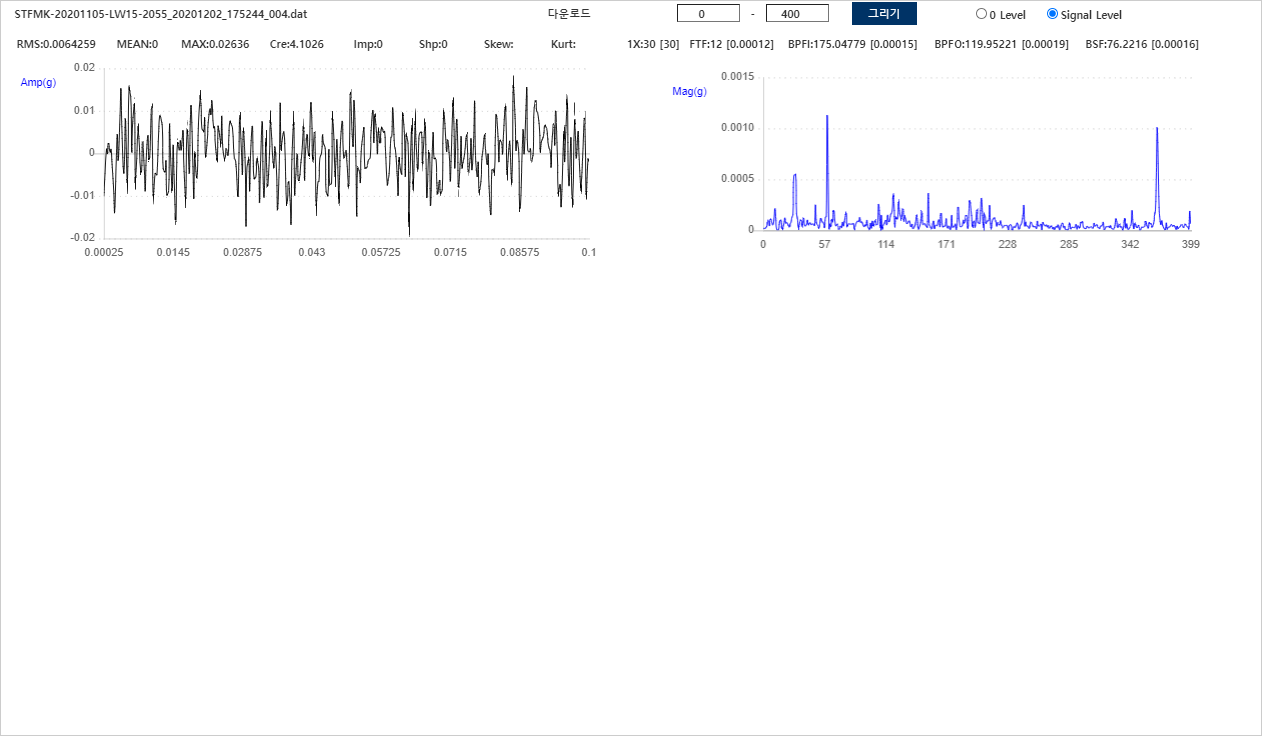 STFMK-20201105-LW15-2055_20201202_175244_004.dat 다운로드 0 - 400 그리기 0 Level Signal Level
RMS:0.0064259 MEAN:0 MAX:0.02636 Cre:4.1026 Imp:0 Shp:0 Skew: Kurt: 1X:30 [30] FTF:12 [0.00012] BPFI:175.04779 [0.00015] BPFO:119.95221 [0.00019] BSF:76.2216 [0.00016]
Amp(g)
0.02
0.01
0
-0.01
-0.02
0.00025 0.0145 0.02875 0.043 0.05725 0.0715 0.08575 0.1
Mag(g)
0.0015
0.0010
0.0005
0
0 57 114 171 228 285 342 399